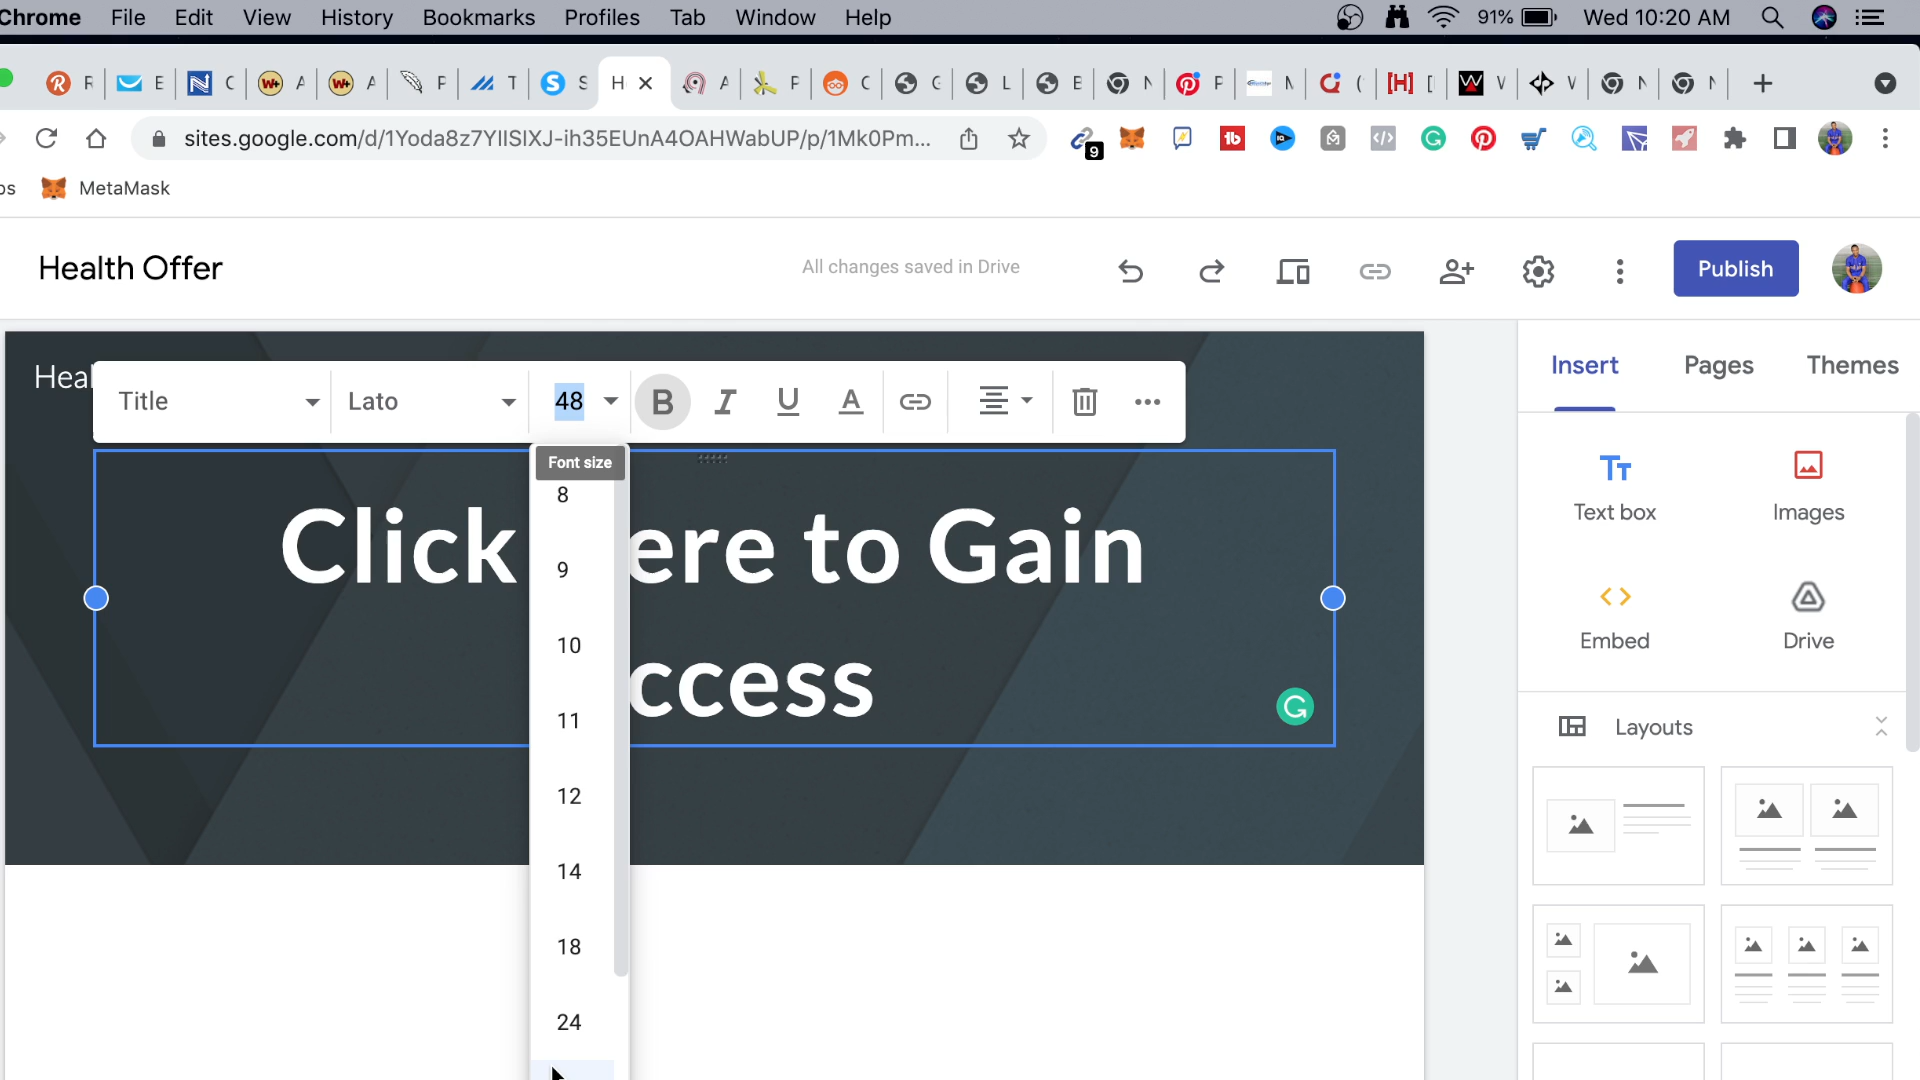 Chrome File Edit View History Bookmarks Profiles Tab Window Help 91% Wed 10:20 AM
sites.google.com/d/1Yoda8z7YIISIXJ-ih35EUnA4OAHWabUP/p/1Mk0Pm... 9
ps MetaMask
Health Offer All changes saved in Drive Publish
Heal
Title Lato 48 B I U A
Insert Pages Themes
Font size
Click ere to Gain
ccess
8
9
10
11
12
14
18
24
Text box Images
Embed Drive
Layouts